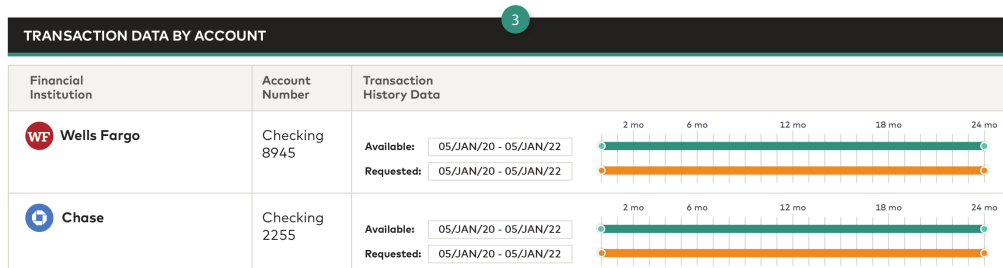 3
TRANSACTION DATA BY ACCOUNT
Financial Institution
Account Number
Transaction History Data
WF Wells Fargo
Checking 8945
2 mo 6 mo 12 mo 18 mo 24 mo
Available: 05/JAN/20 - 05/JAN/22
Requested: 05/JAN/20 - 05/JAN/22
Chase
Checking 2255
2 mo 6 mo 12 mo 18 mo 24 mo
Available: 05/JAN/20 - 05/JAN/22
Requested: 05/JAN/20 - 05/JAN/22